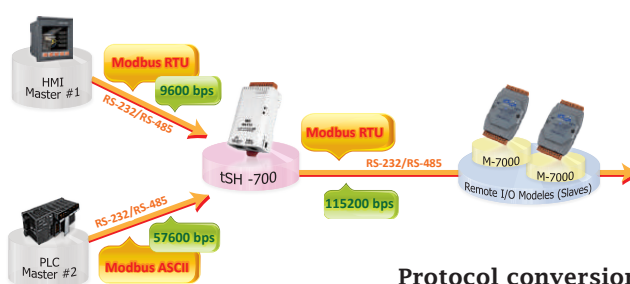 Modbus RTU
9600 bps
HMI
Master #1
RS-232/RS-485
tSH -700
Modbus RTU
RS-232/RS-485
115200 bps
M-7000
M-7000
Remote I/O Modeles (Slaves)
RS-232/RS-485
57600 bps
PLC
Master #2
Modbus ASCII
Protocol conversion